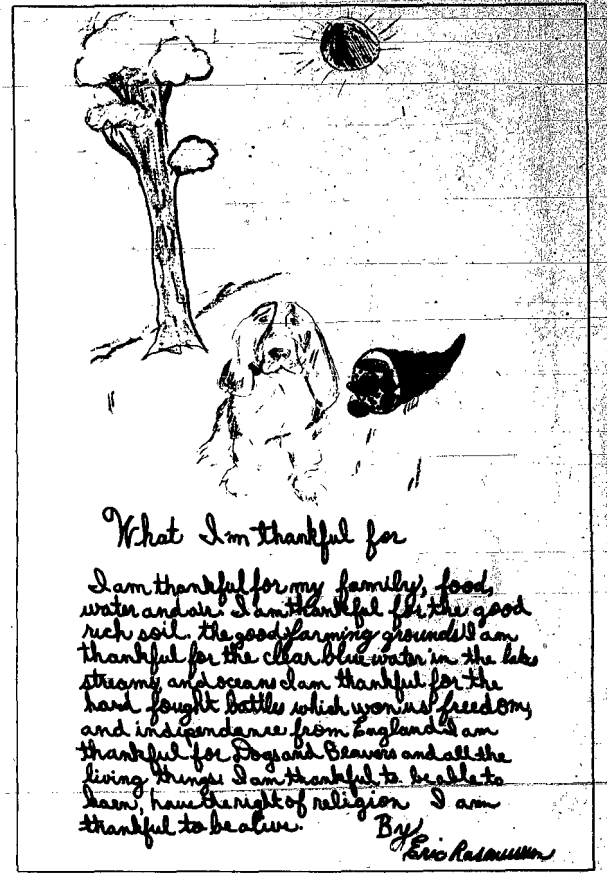 What I'm thankful for
I am thankful for my family, food,
water and air. I am thankful for the good
rich soil. the good farming grounds I am
thankful for the clear blue water in the lake
streams and oceans I am thankful for the
hard fought battles which won us freedom,
and indipendance from England I am
thankful for Dogs and Beavers and all the
living things I am thankful to be able to
laen, have the right of religion I am
thankful to be alive. By
Eric Rasmussen